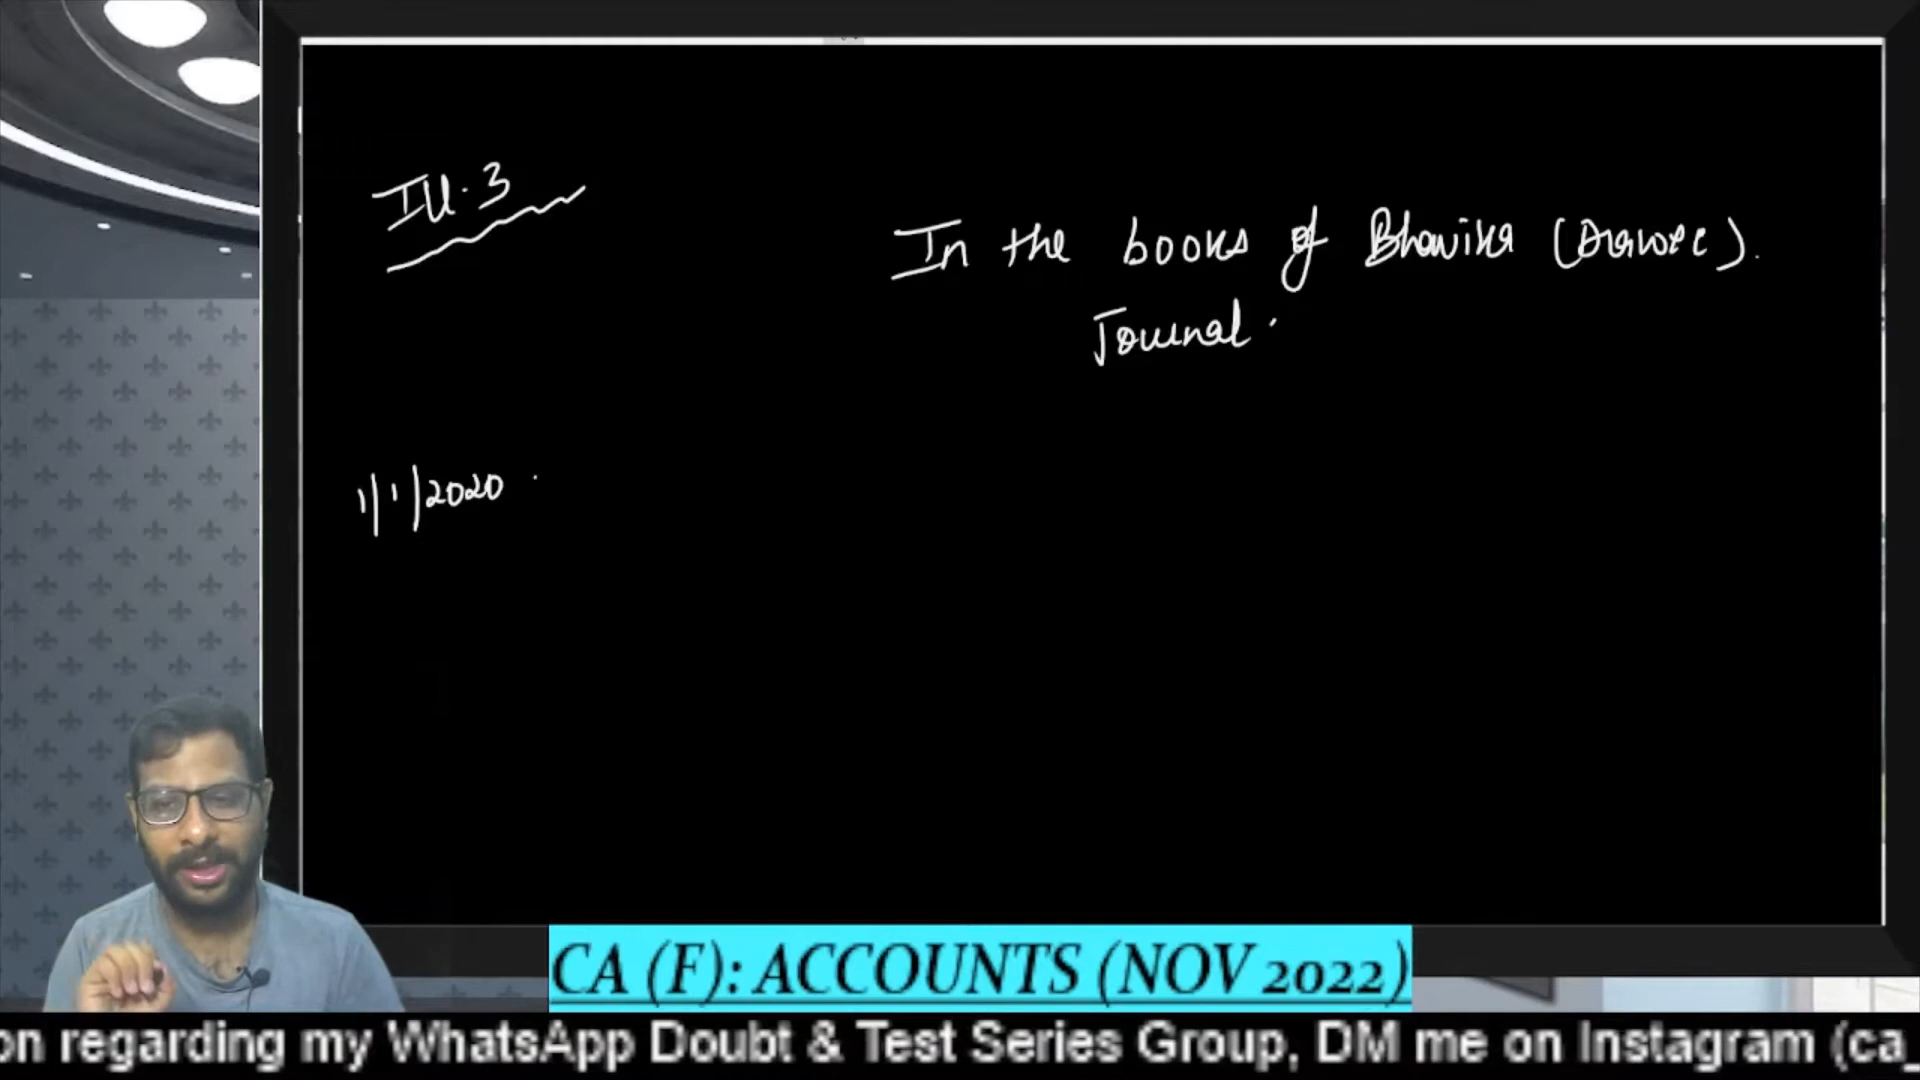 Ill.3
In the books of Bhavika (Drawee).
Journal.
1/1/2020
CA (F): ACCOUNTS (NOV 2022)
on regarding my WhatsApp Doubt & Test Series Group, DM me on Instagram (ca_